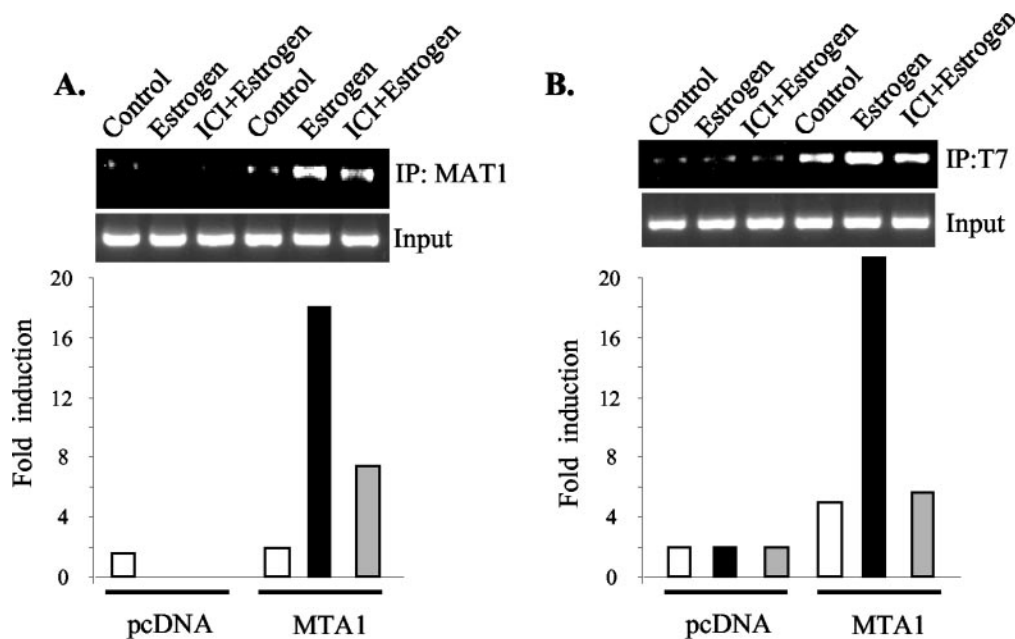 A.
Control
Estrogen
ICI+Estrogen
Control
Estrogen
ICI+Estrogen
IP: MAT1
Input
20
16
12
8
4
0
Fold induction
pcDNA
MTA1
B.
Control
Estrogen
ICI+Estrogen
Control
Estrogen
ICI+Estrogen
IP:T7
Input
20
16
12
8
4
0
Fold induction
pcDNA
MTA1